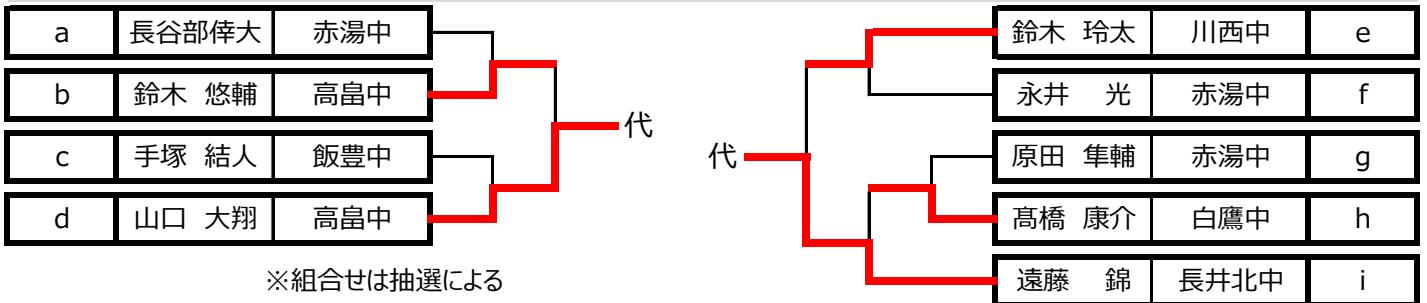 a 長谷部倖大 赤湯中
b 鈴木 悠輔 高畠中
c 手塚 結人 飯豊中
d 山口 大翔 高畠中
代
※組合せは抽選による
鈴木 玲太 川西中 e
永井 光 赤湯中 f
原田 隼輔 赤湯中 g
髙橋 康介 白鷹中 h
遠藤 錦 長井北中 i
代